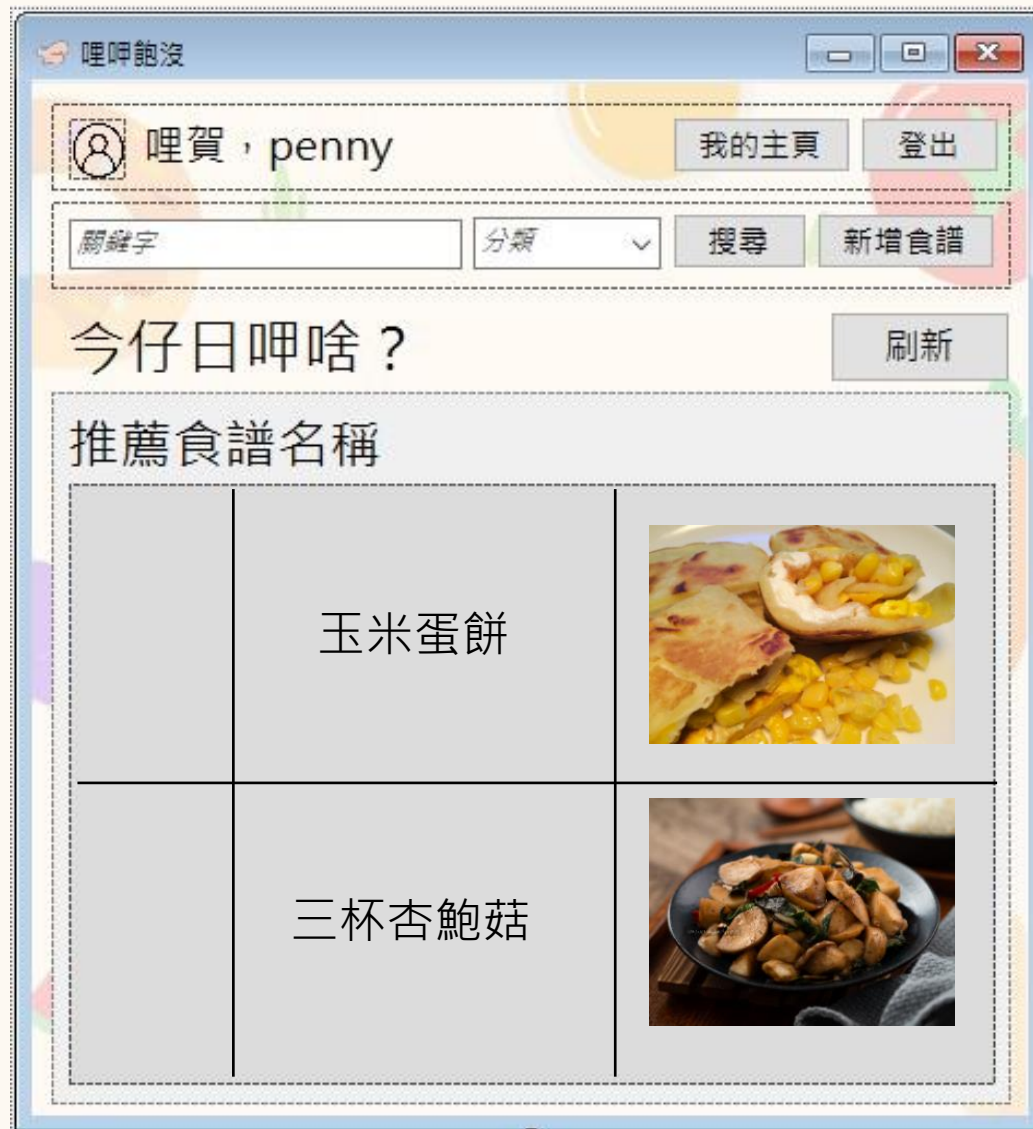 哩呷飽沒
哩賀，penny
我的主頁
登出
關鍵字
分類
搜尋
新增食譜
今仔日呷啥？
刷新
推薦食譜名稱
玉米蛋餅
三杯杏鮑菇